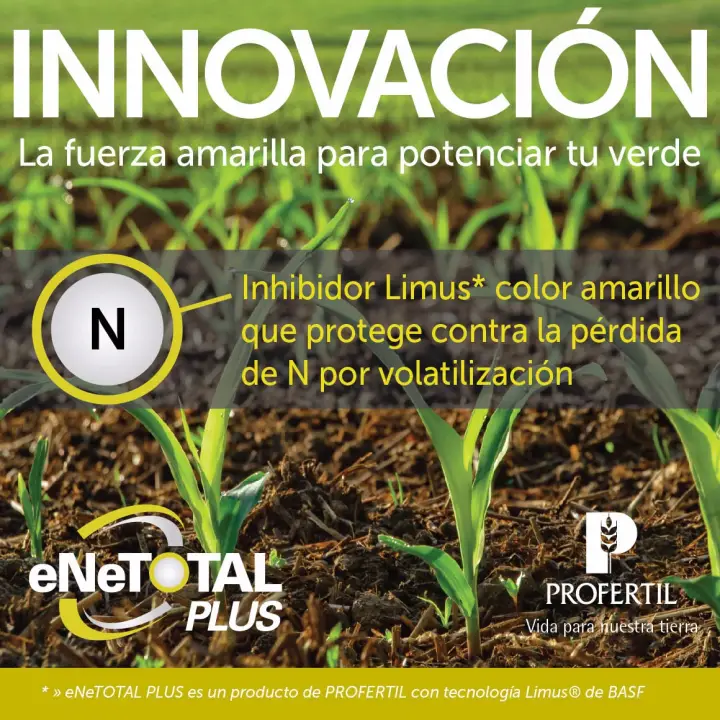 INNOVACIÓN
La fuerza amarilla para potenciar tu verde
N
Inhibidor Limus* color amarillo
que protege contra la pérdida
de N por volatilización
eNeTOTAL
PLUS
PROFERTIL
Vida para nuestra tierra
* » eNeTOTAL PLUS es un producto de PROFERTIL con tecnología Limus® de BASF